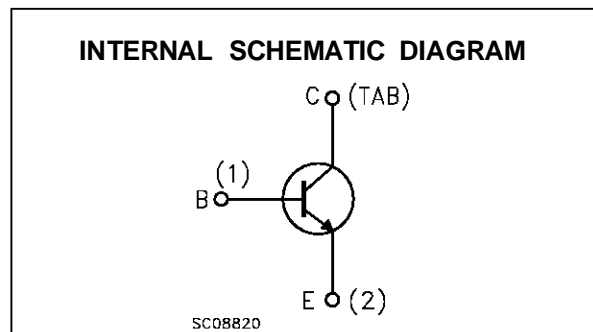 INTERNAL SCHEMATIC DIAGRAM
C (TAB)
(1)
B
E (2)
SC08820